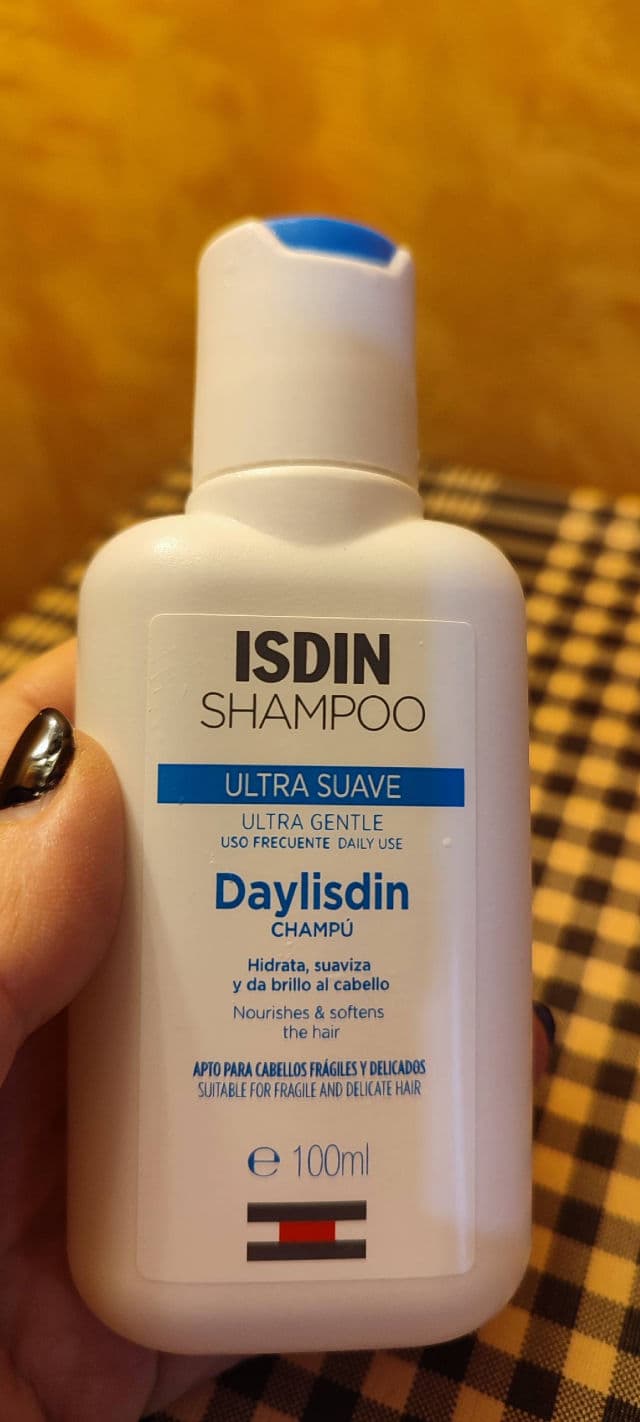 ISDIN
SHAMPOO
ULTRA SUAVE
ULTRA GENTLE
USO FRECUENTE DAILY USE
Daylisdin
CHAMPÚ
Hidrata, suaviza
y da brillo al cabello
Nourishes & softens
the hair
APTO PARA CABELLOS FRÁGILES Y DELICADOS
SUITABLE FOR FRAGILE AND DELICATE HAIR
℮ 100ml